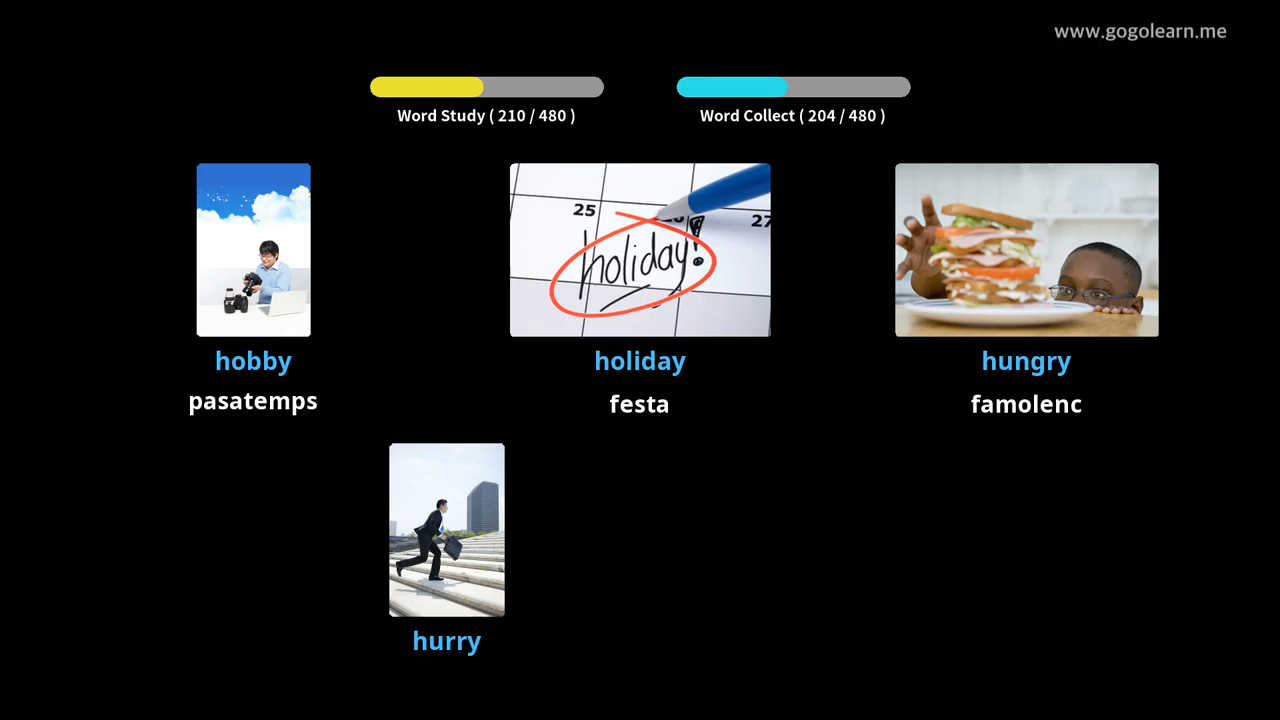 www.gogolearn.me
Word Study ( 210 / 480 )
Word Collect ( 204 / 480 )
25
27
holiday!
hobby
holiday
hungry
pasatemps
festa
famolenc
hurry